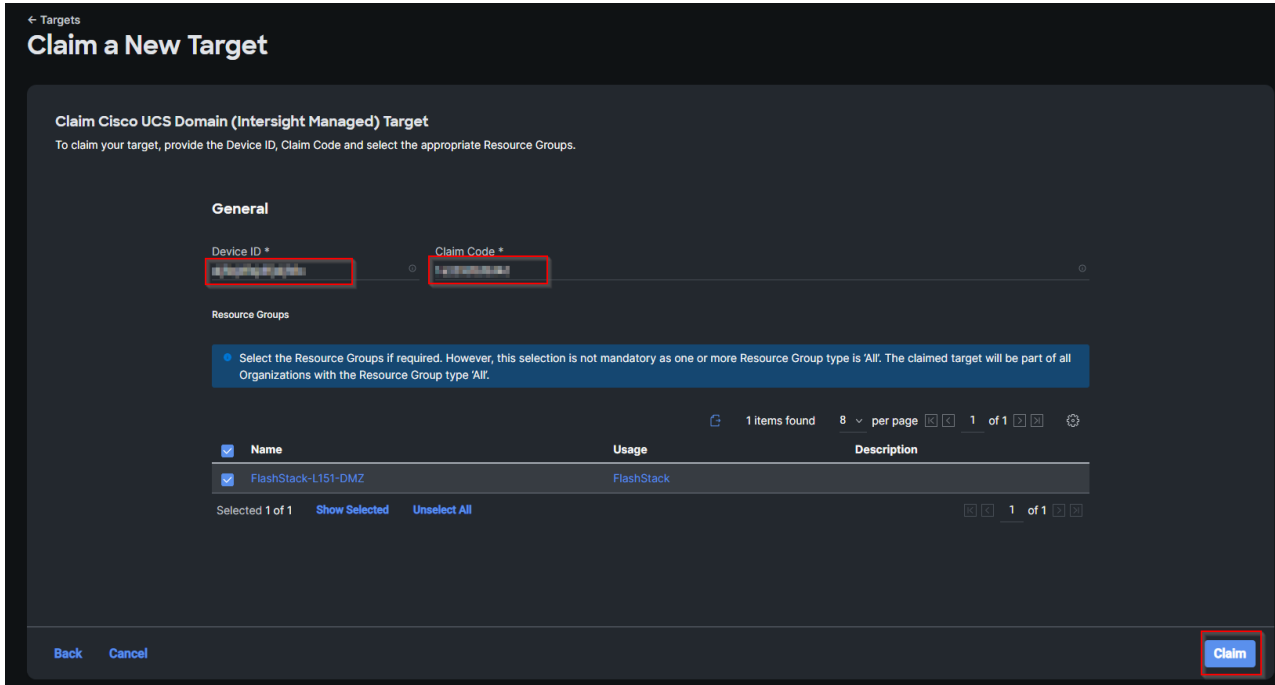 ← Targets
Claim a New Target
Claim Cisco UCS Domain (Intersight Managed) Target
To claim your target, provide the Device ID, Claim Code and select the appropriate Resource Groups.
General
Device ID * Claim Code *
Resource Groups
Select the Resource Groups if required. However, this selection is not mandatory as one or more Resource Group type is 'All'. The claimed target will be part of all
Organizations with the Resource Group type 'All'.
1 items found 8 per page 1 of 1
Name Usage Description
FlashStack-L151-DMZ FlashStack
Selected 1 of 1 Show Selected Unselect All 1 of 1
Back Cancel Claim